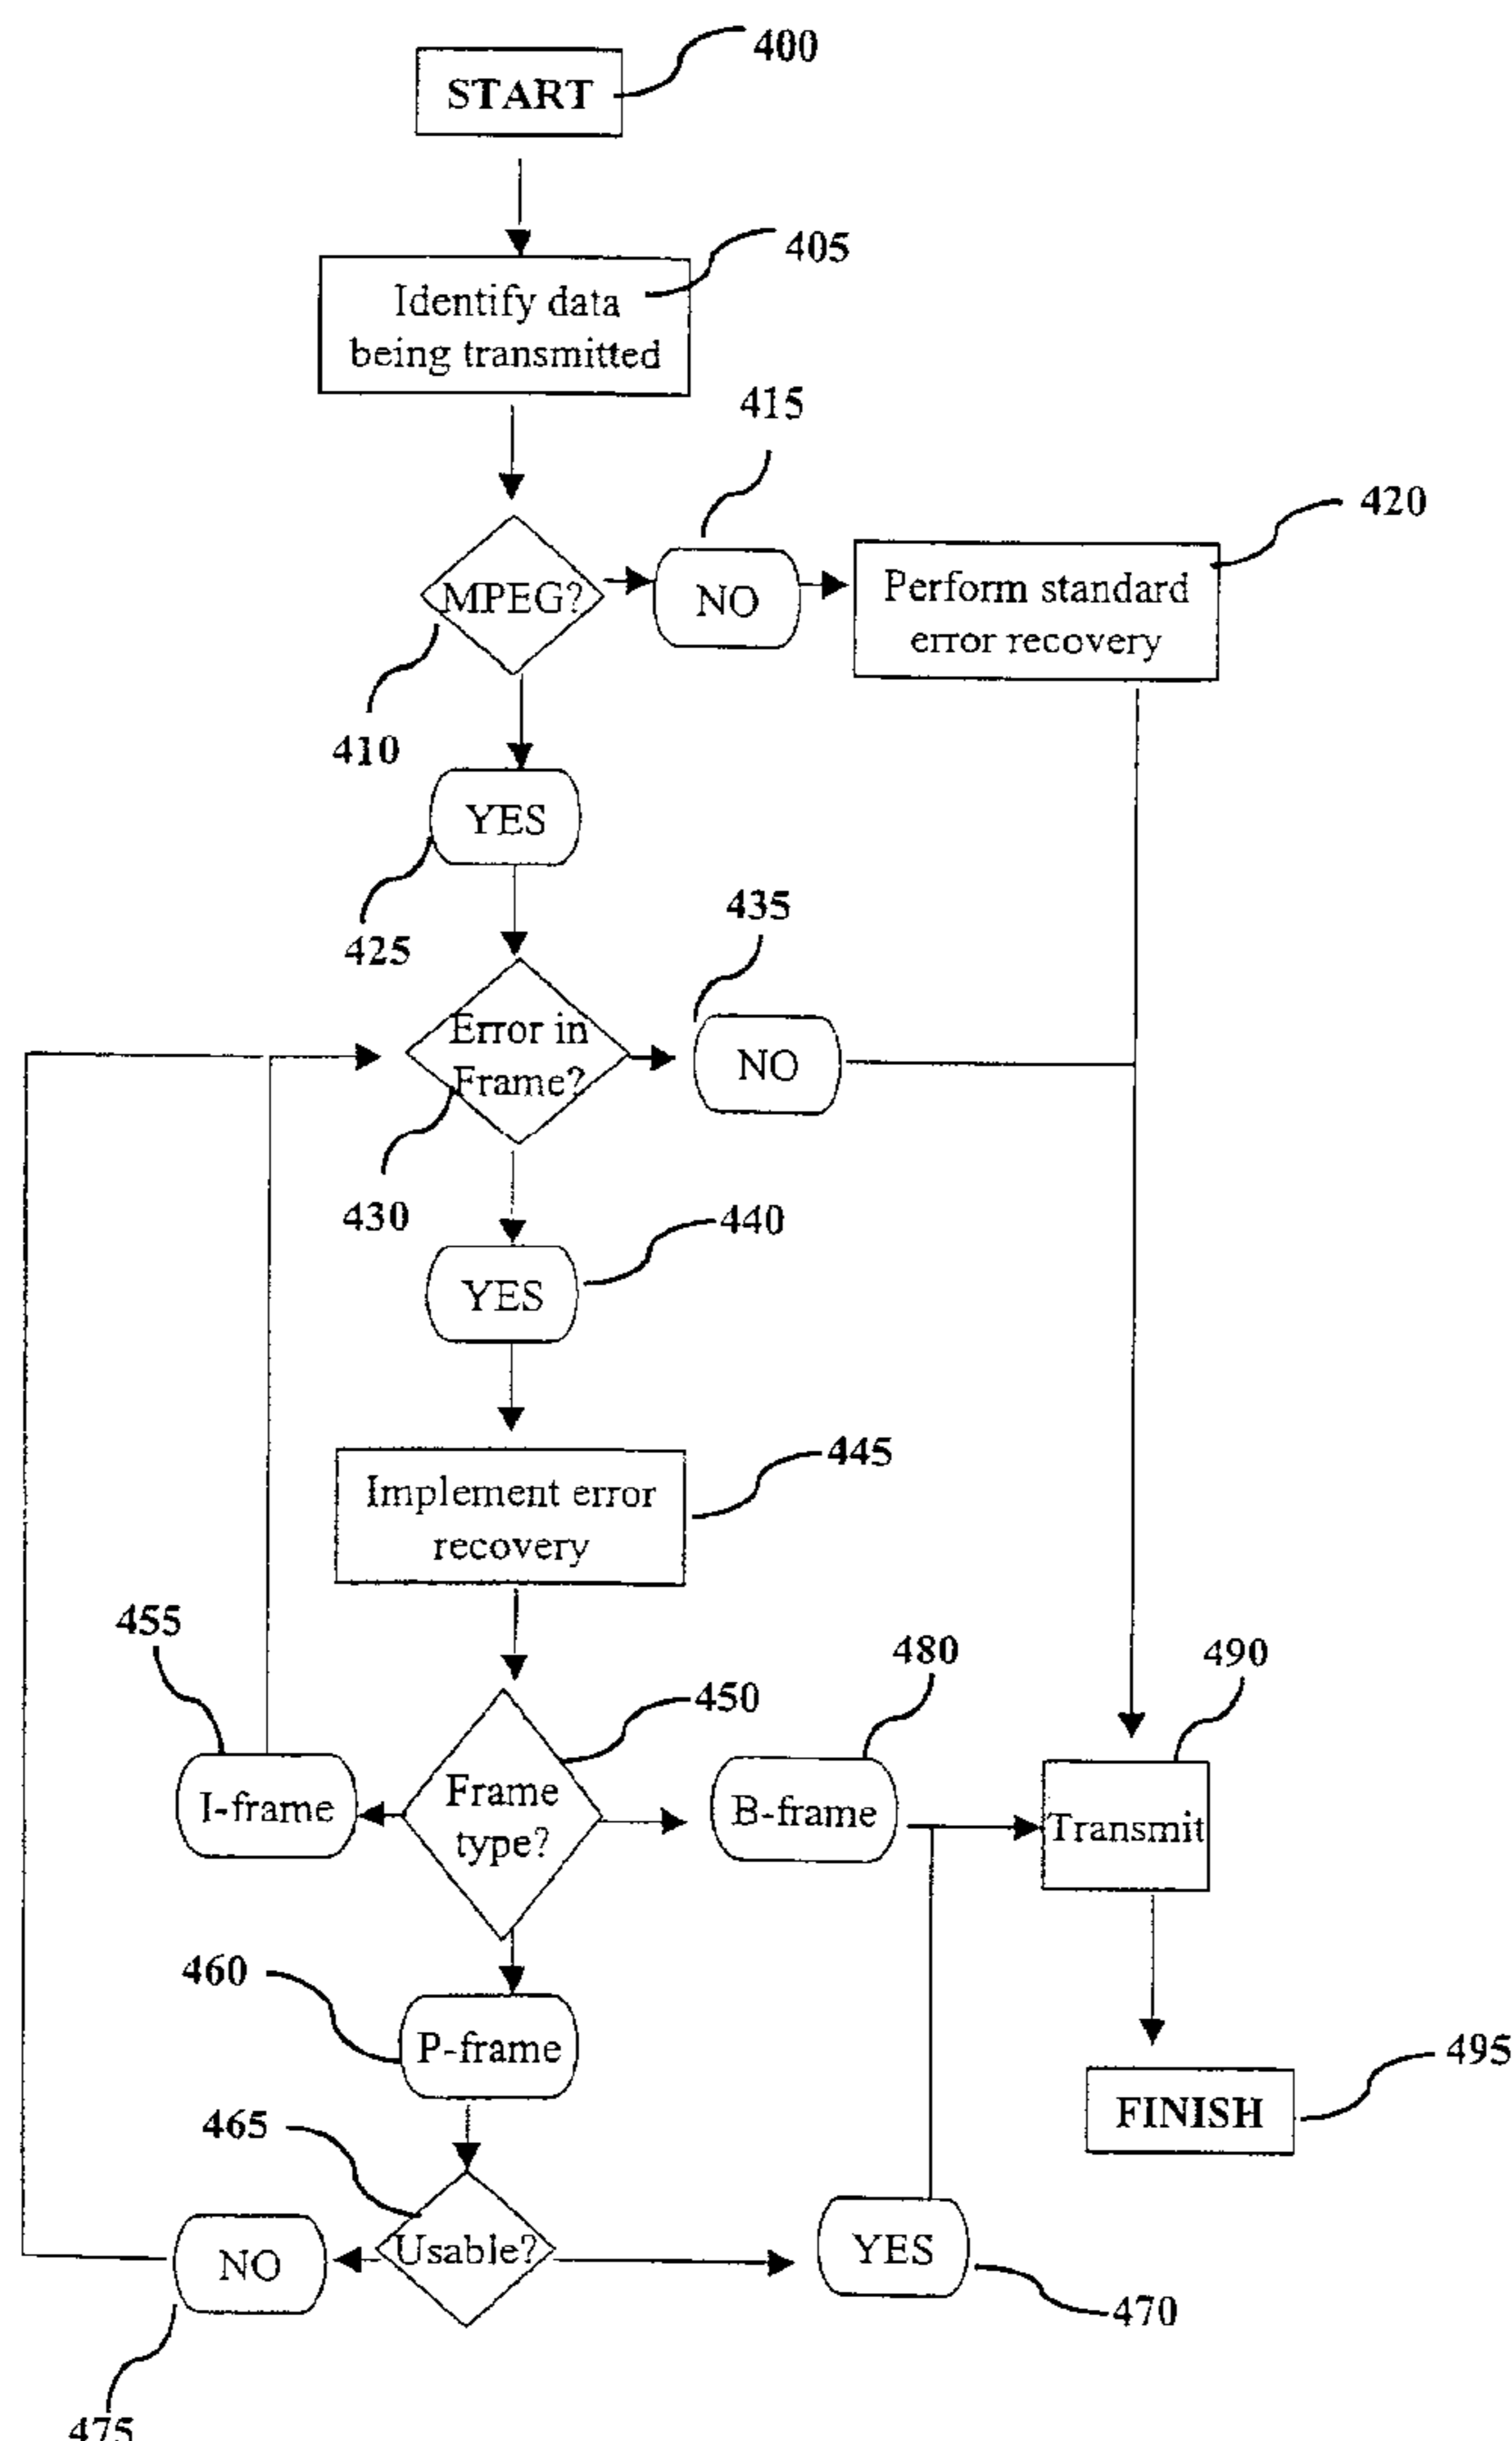 400
START
405
Identify data
being transmitted
415
420
MPEG?
NO
Perform standard
error recovery
410
YES
425
435
Error in
Frame?
NO
430
440
YES
445
Implement error
recovery
455
480
490
450
I-frame
Frame
type?
B-frame
Transmit
460
P-frame
495
FINISH
465
NO
Usable?
YES
470
475